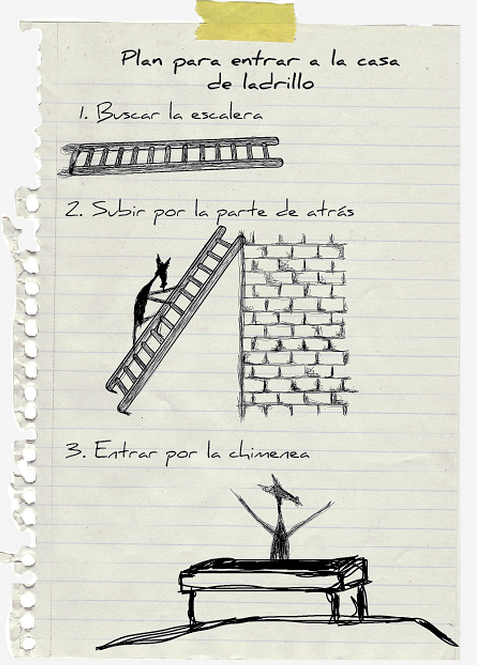 Plan para entrar a la casa
de ladrillo
1. Buscar la escalera
2. Subir por la parte de atrás
3. Entrar por la chimenea